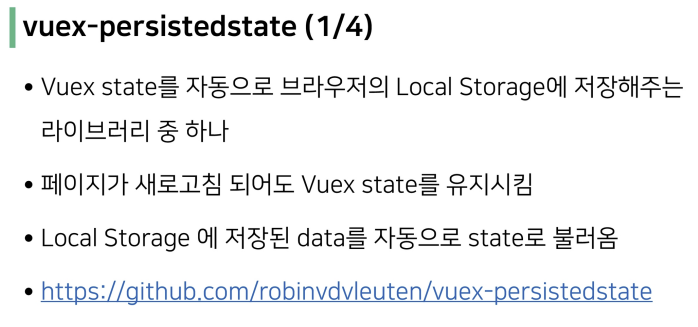 vuex-persistedstate (1/4)
• Vuex state를 자동으로 브라우저의 Local Storage에 저장해주는
라이브러리 중 하나
• 페이지가 새로고침 되어도 Vuex state를 유지시킴
• Local Storage 에 저장된 data를 자동으로 state로 불러옴
• https://github.com/robinvdvleuten/vuex-persistedstate